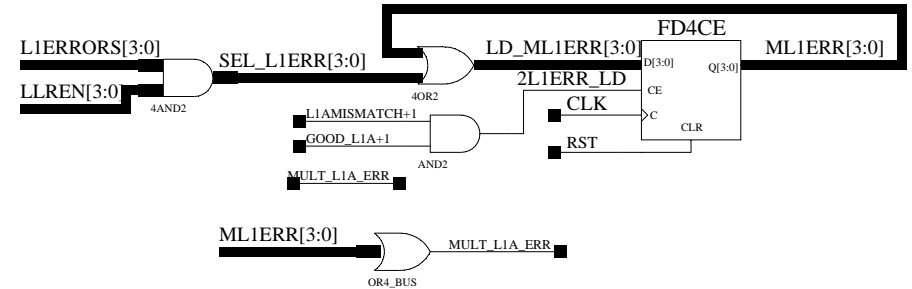 FD4CE
L1ERRORS[3:0]
SEL_L1ERR[3:0]
LD_ML1ERR[3:0]
ML1ERR[3:0]
D[3:0]
Q[3:0]
LLREN[3:0]
4AND2
4OR2
2L1ERR_LD
CE
CLK
C
L1AMISMATCH+1
GOOD_L1A+1
AND2
RST
CLR
MULT_L1A_ERR
ML1ERR[3:0]
MULT_L1A_ERR
OR4_BUS